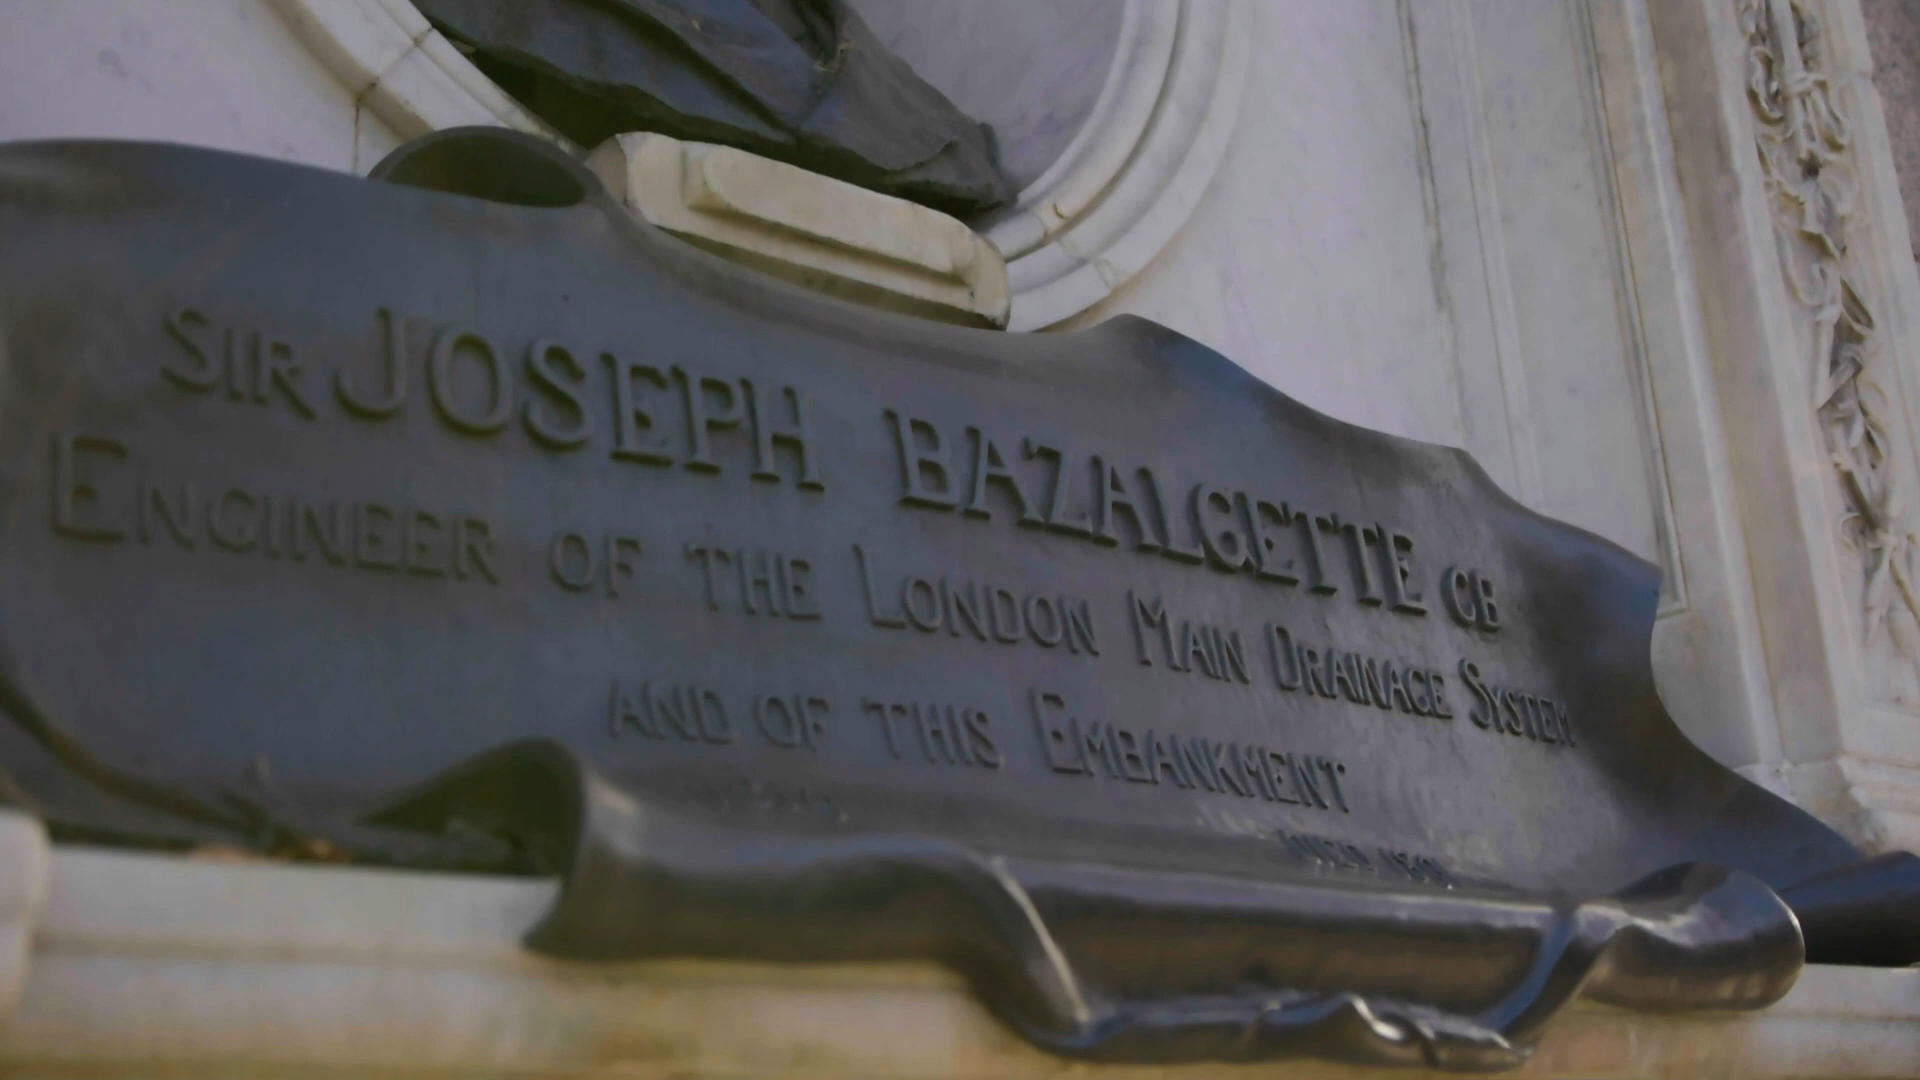 SIR JOSEPH BAZALGETTE CB
ENGINEER OF THE LONDON MAIN DRAINAGE SYSTEM
AND OF THIS EMBANKMENT